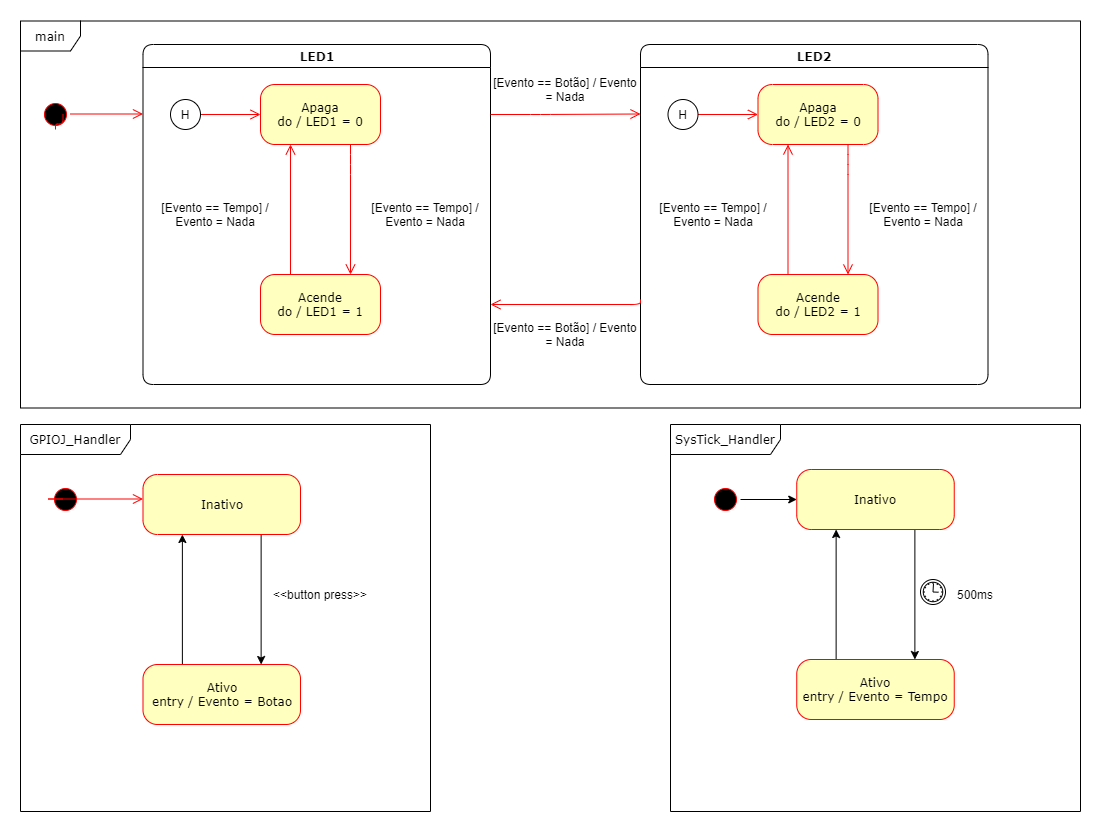 main
LED1
H
Apaga
do / LED1 = 0
[Evento == Tempo] /
Evento = Nada
[Evento == Tempo] /
Evento = Nada
Acende
do / LED1 = 1
[Evento == Botão] / Evento
= Nada
[Evento == Botão] / Evento
= Nada
LED2
H
Apaga
do / LED2 = 0
[Evento == Tempo] /
Evento = Nada
[Evento == Tempo] /
Evento = Nada
Acende
do / LED2 = 1
GPIOJ_Handler
Inativo
<<button press>>
Ativo
entry / Evento = Botao
SysTick_Handler
Inativo
500ms
Ativo
entry / Evento = Tempo